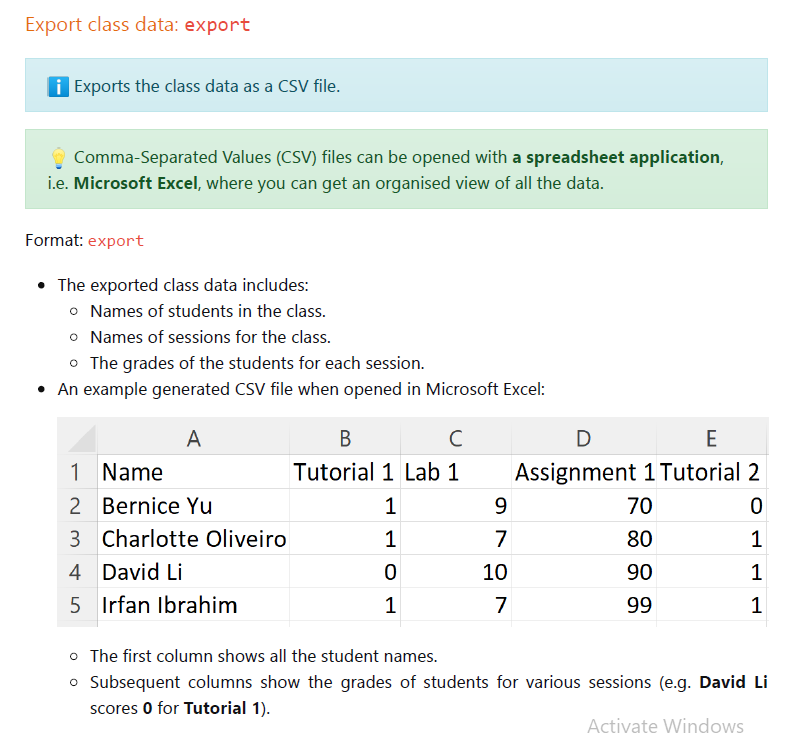 Export class data: export
Exports the class data as a CSV file.
Comma-Separated Values (CSV) files can be opened with a spreadsheet application,
i.e. Microsoft Excel, where you can get an organised view of all the data.
Format: export
The exported class data includes:
Names of students in the class.
Names of sessions for the class.
The grades of the students for each session.
An example generated CSV file when opened in Microsoft Excel:
A B C D E
1 Name Tutorial 1 Lab 1 Assignment 1 Tutorial 2
2 Bernice Yu 1 9 70 0
3 Charlotte Oliveiro 1 7 80 1
4 David Li 0 10 90 1
5 Irfan Ibrahim 1 7 99 1
The first column shows all the student names.
Subsequent columns show the grades of students for various sessions (e.g. David Li
scores 0 for Tutorial 1).
Activate Windows